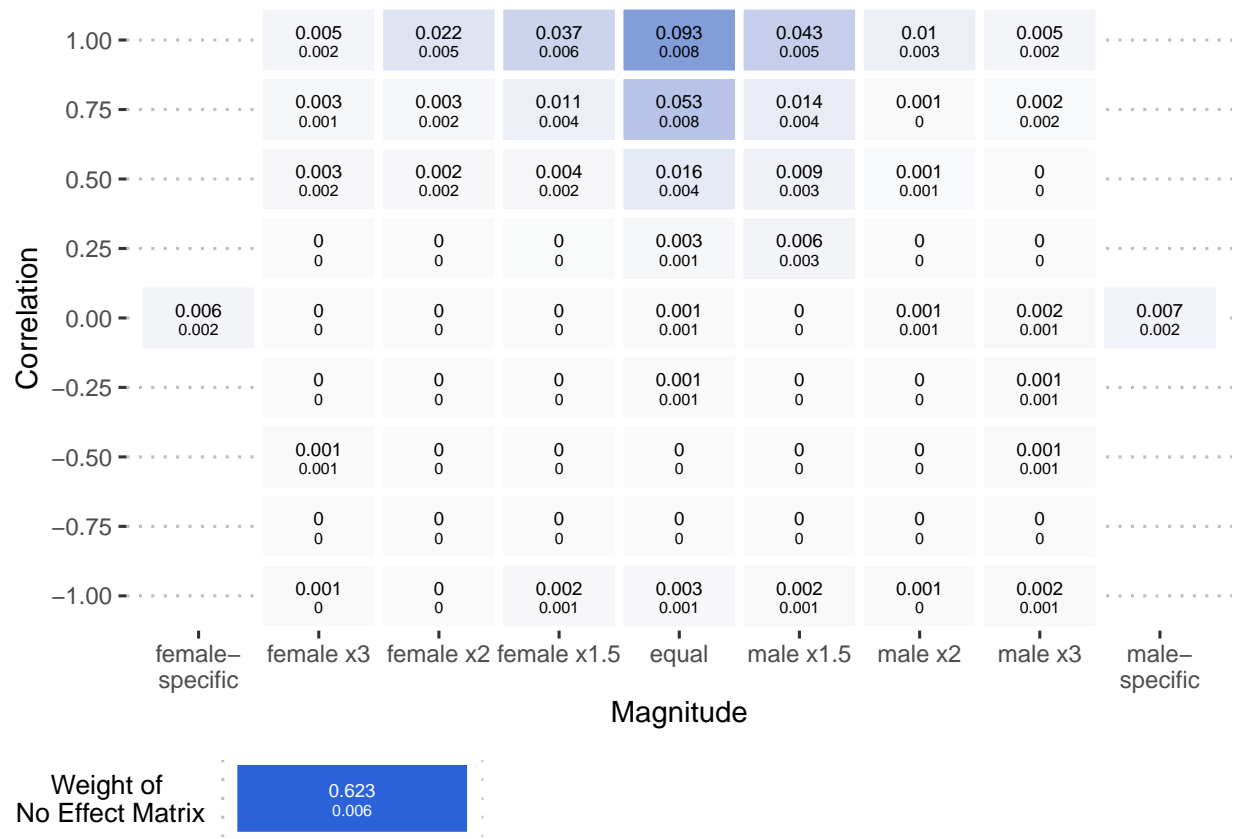 1.00 0.005 0.022 0.037 0.093 0.043 0.01 0.005
0.002 0.005 0.006 0.008 0.005 0.003 0.002
0.75 0.003 0.003 0.011 0.053 0.014 0.001 0.002
0.001 0.002 0.004 0.008 0.004 0 0.002
0.50 0.003 0.002 0.004 0.016 0.009 0.001 0
0.002 0.002 0.002 0.004 0.003 0.001 0
0.25 0 0 0 0.003 0.006 0 0
0 0 0 0.001 0.003 0 0
Correlation
0.00 0.006 0 0 0 0.001 0 0.001 0.002 0.007
0.002 0 0 0 0.001 0 0.001 0.001 0.002
−0.25 0 0 0 0.001 0 0 0.001
0 0 0 0.001 0 0 0.001
−0.50 0.001 0 0 0 0 0 0.001
0.001 0 0 0 0 0 0.001
−0.75 0 0 0 0 0 0 0
0 0 0 0 0 0 0
−1.00 0.001 0 0.002 0.003 0.002 0.001 0.002
0 0 0.001 0.001 0.001 0 0.001
female− female x3 female x2 female x1.5 equal male x1.5 male x2 male x3 male−
specific specific
Magnitude
Weight of
No Effect Matrix
0.623
0.006